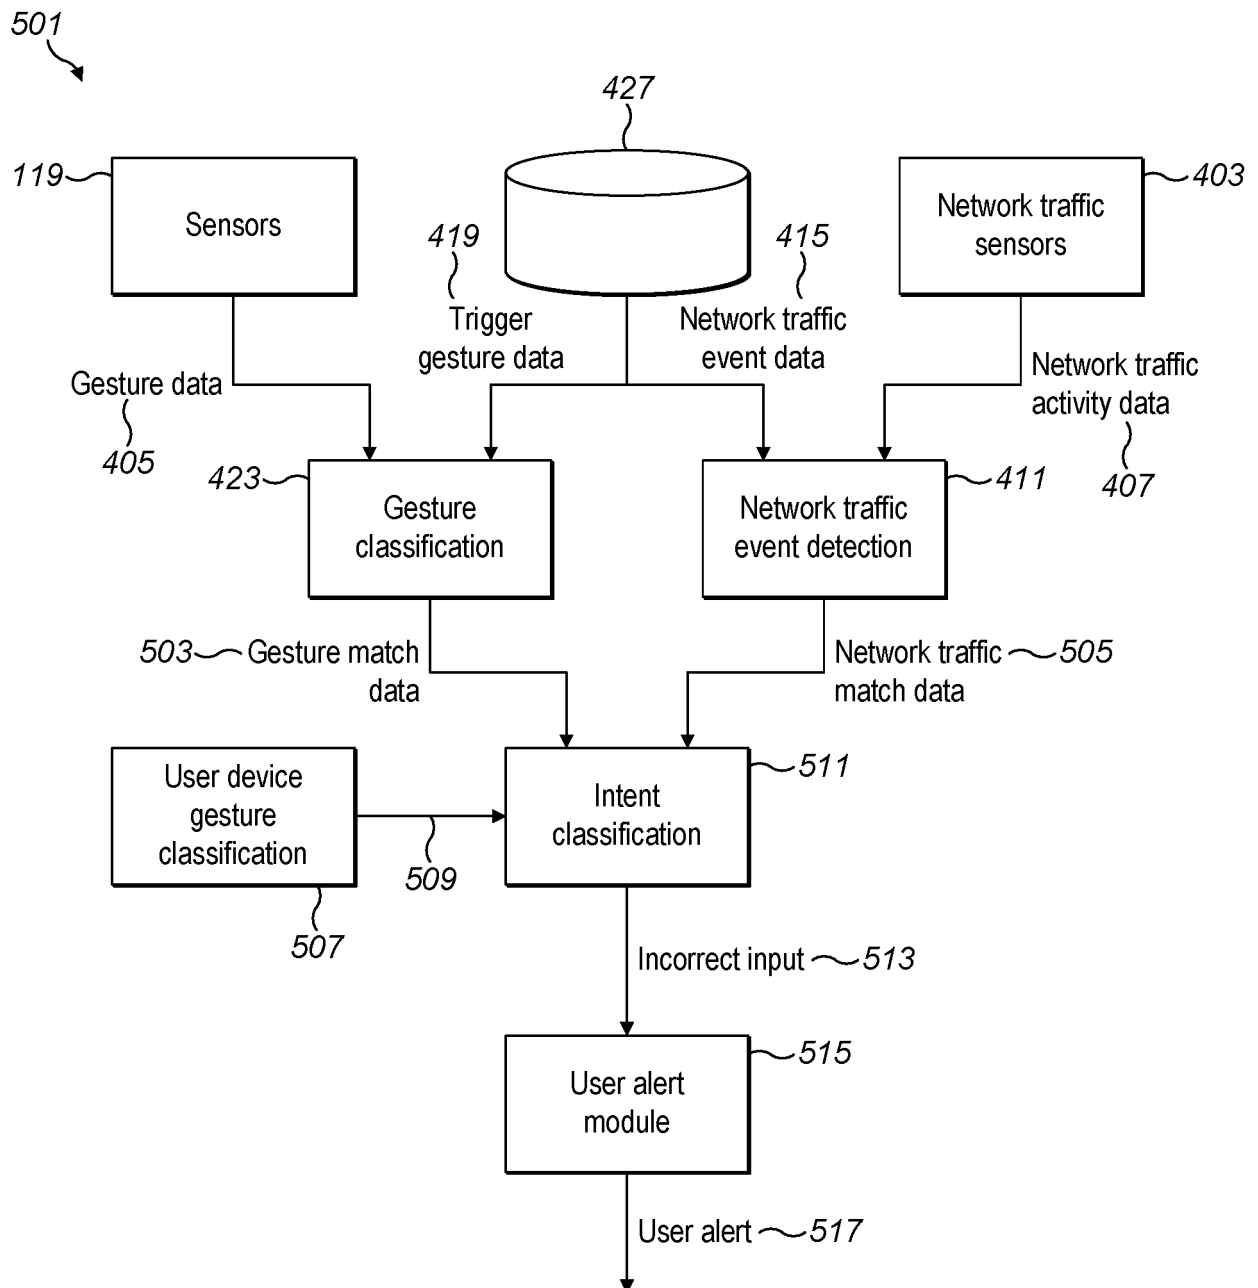 501
427
119
Sensors
403
Network traffic
sensors
419
Trigger
gesture data
415
Network traffic
event data
Gesture data
405
Network traffic
activity data
407
423
Gesture
classification
411
Network traffic
event detection
503
Gesture match
data
Network traffic
match data
505
User device
gesture
classification
507
509
511
Intent
classification
Incorrect input
513
515
User alert
module
User alert
517